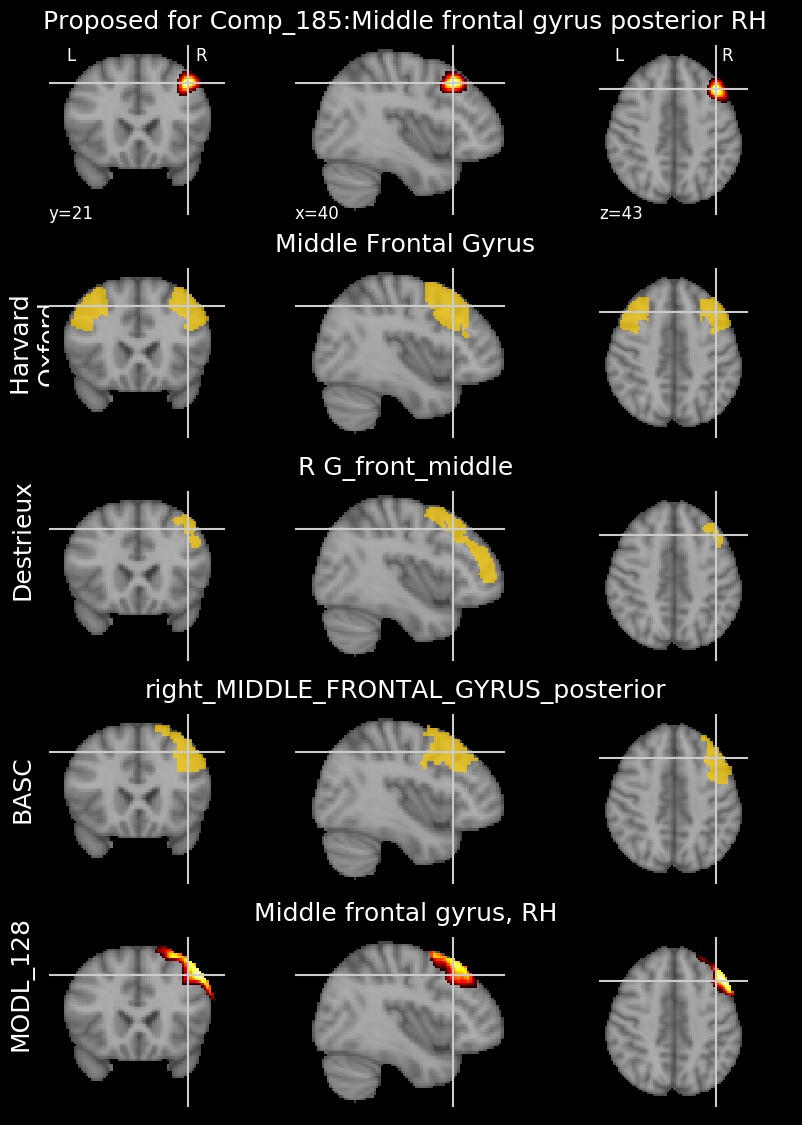 Proposed for Comp_185:Middle frontal gyrus posterior RH
L R L R
y=21 x=40 z=43
Middle Frontal Gyrus
Harvard
Oxford
R G_front_middle
Destrieux
right_MIDDLE_FRONTAL_GYRUS_posterior
BASC
Middle frontal gyrus, RH
MODL_128